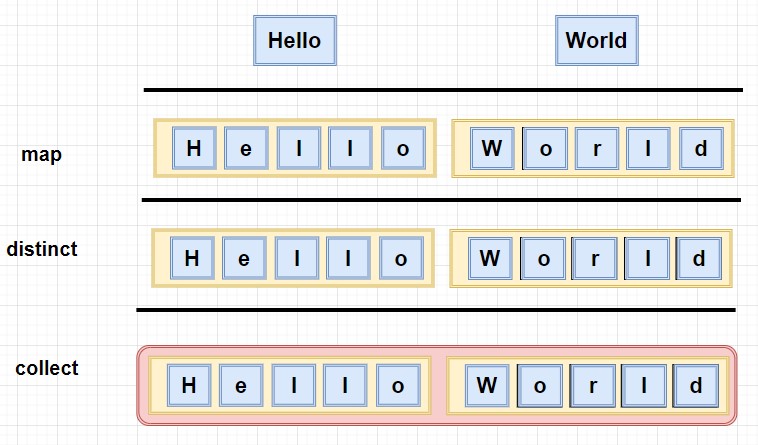 Hello World
map H e l l o W o r l d
distinct H e l l o W o r l d
collect H e l l o W o r l d